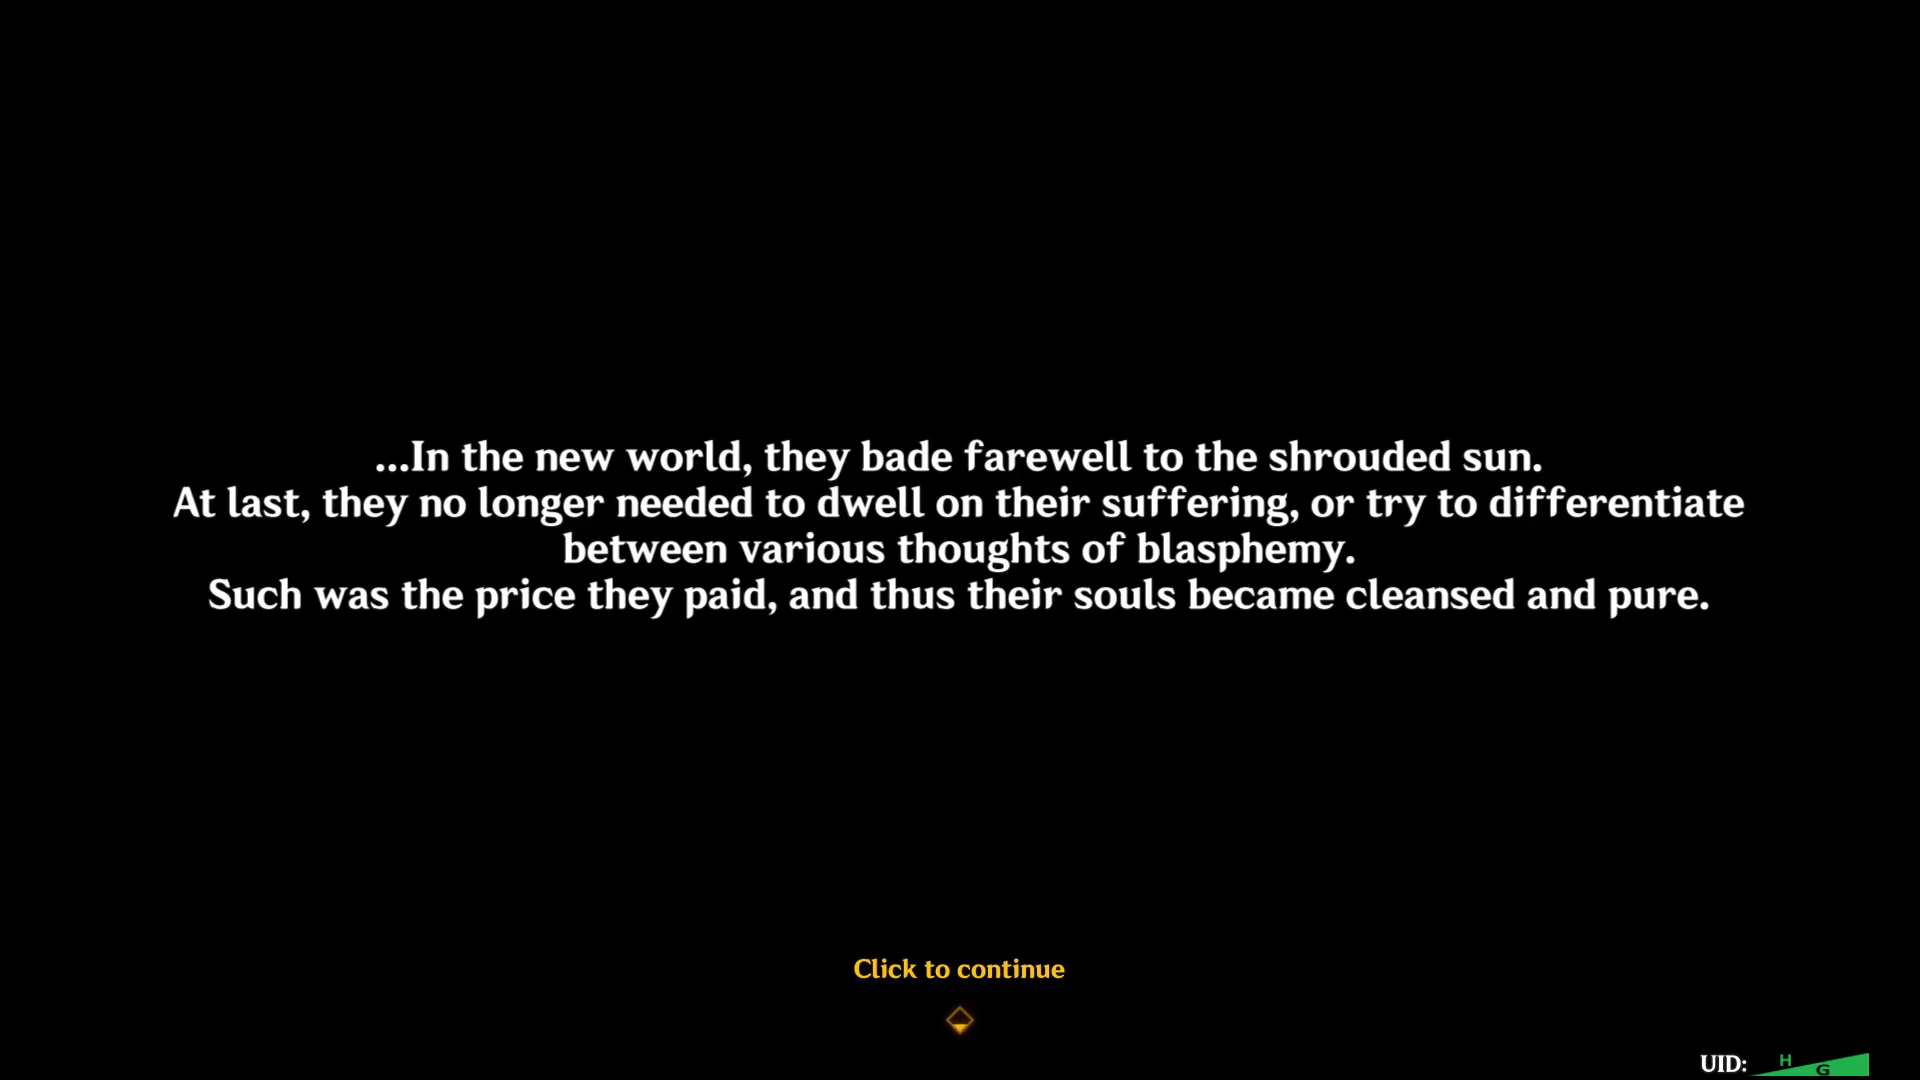 ...In the new world, they bade farewell to the shrouded sun.
At last, they no longer needed to dwell on their suffering, or try to differentiate
between various thoughts of blasphemy.
Such was the price they paid, and thus their souls became cleansed and pure.
Click to continue
UID:
H
G